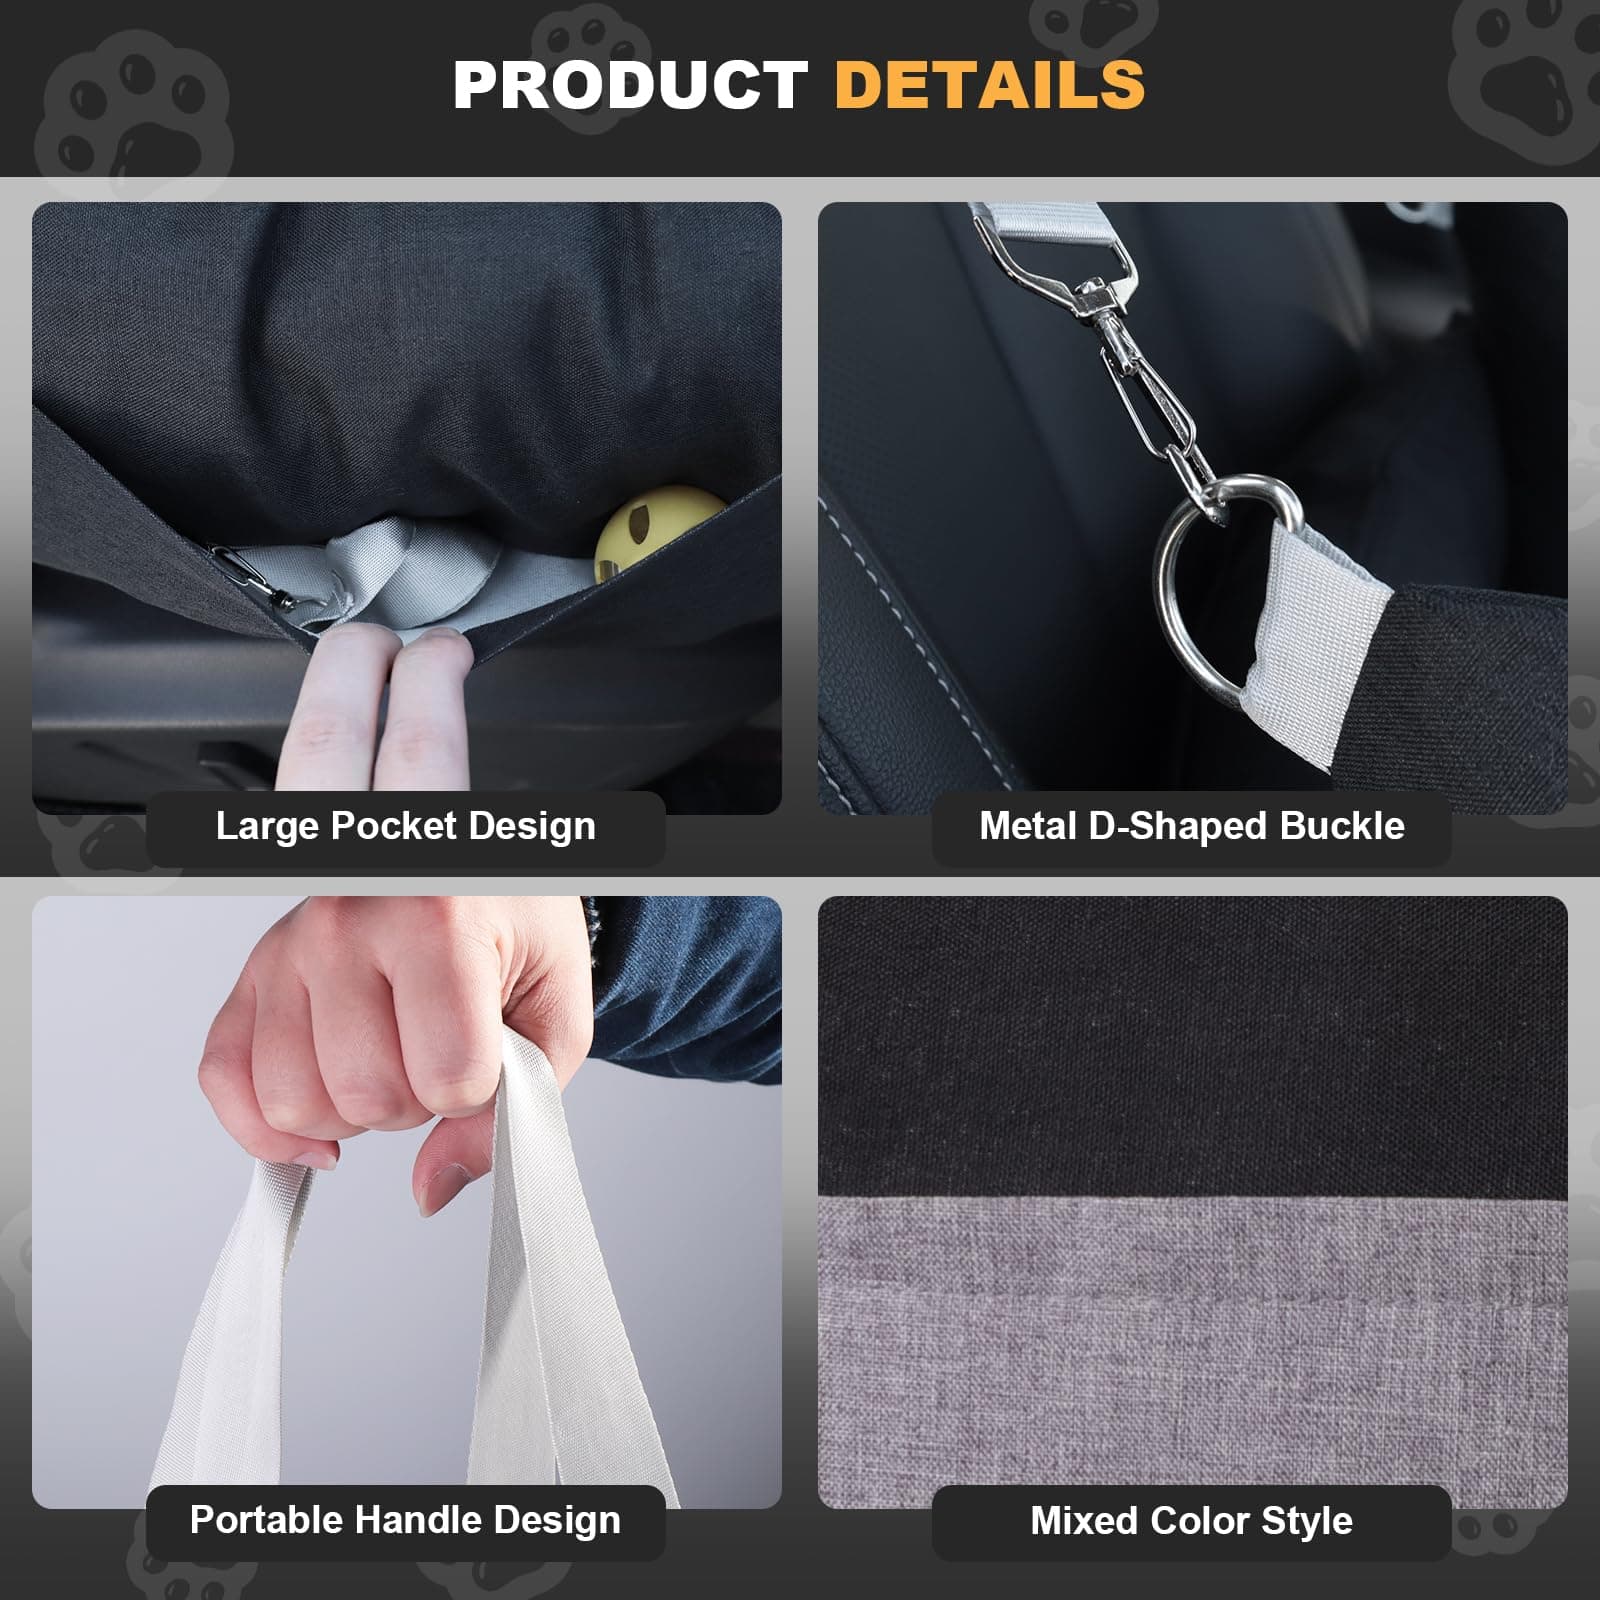 PRODUCT DETAILS
Large Pocket Design
Metal D-Shaped Buckle
Portable Handle Design
Mixed Color Style